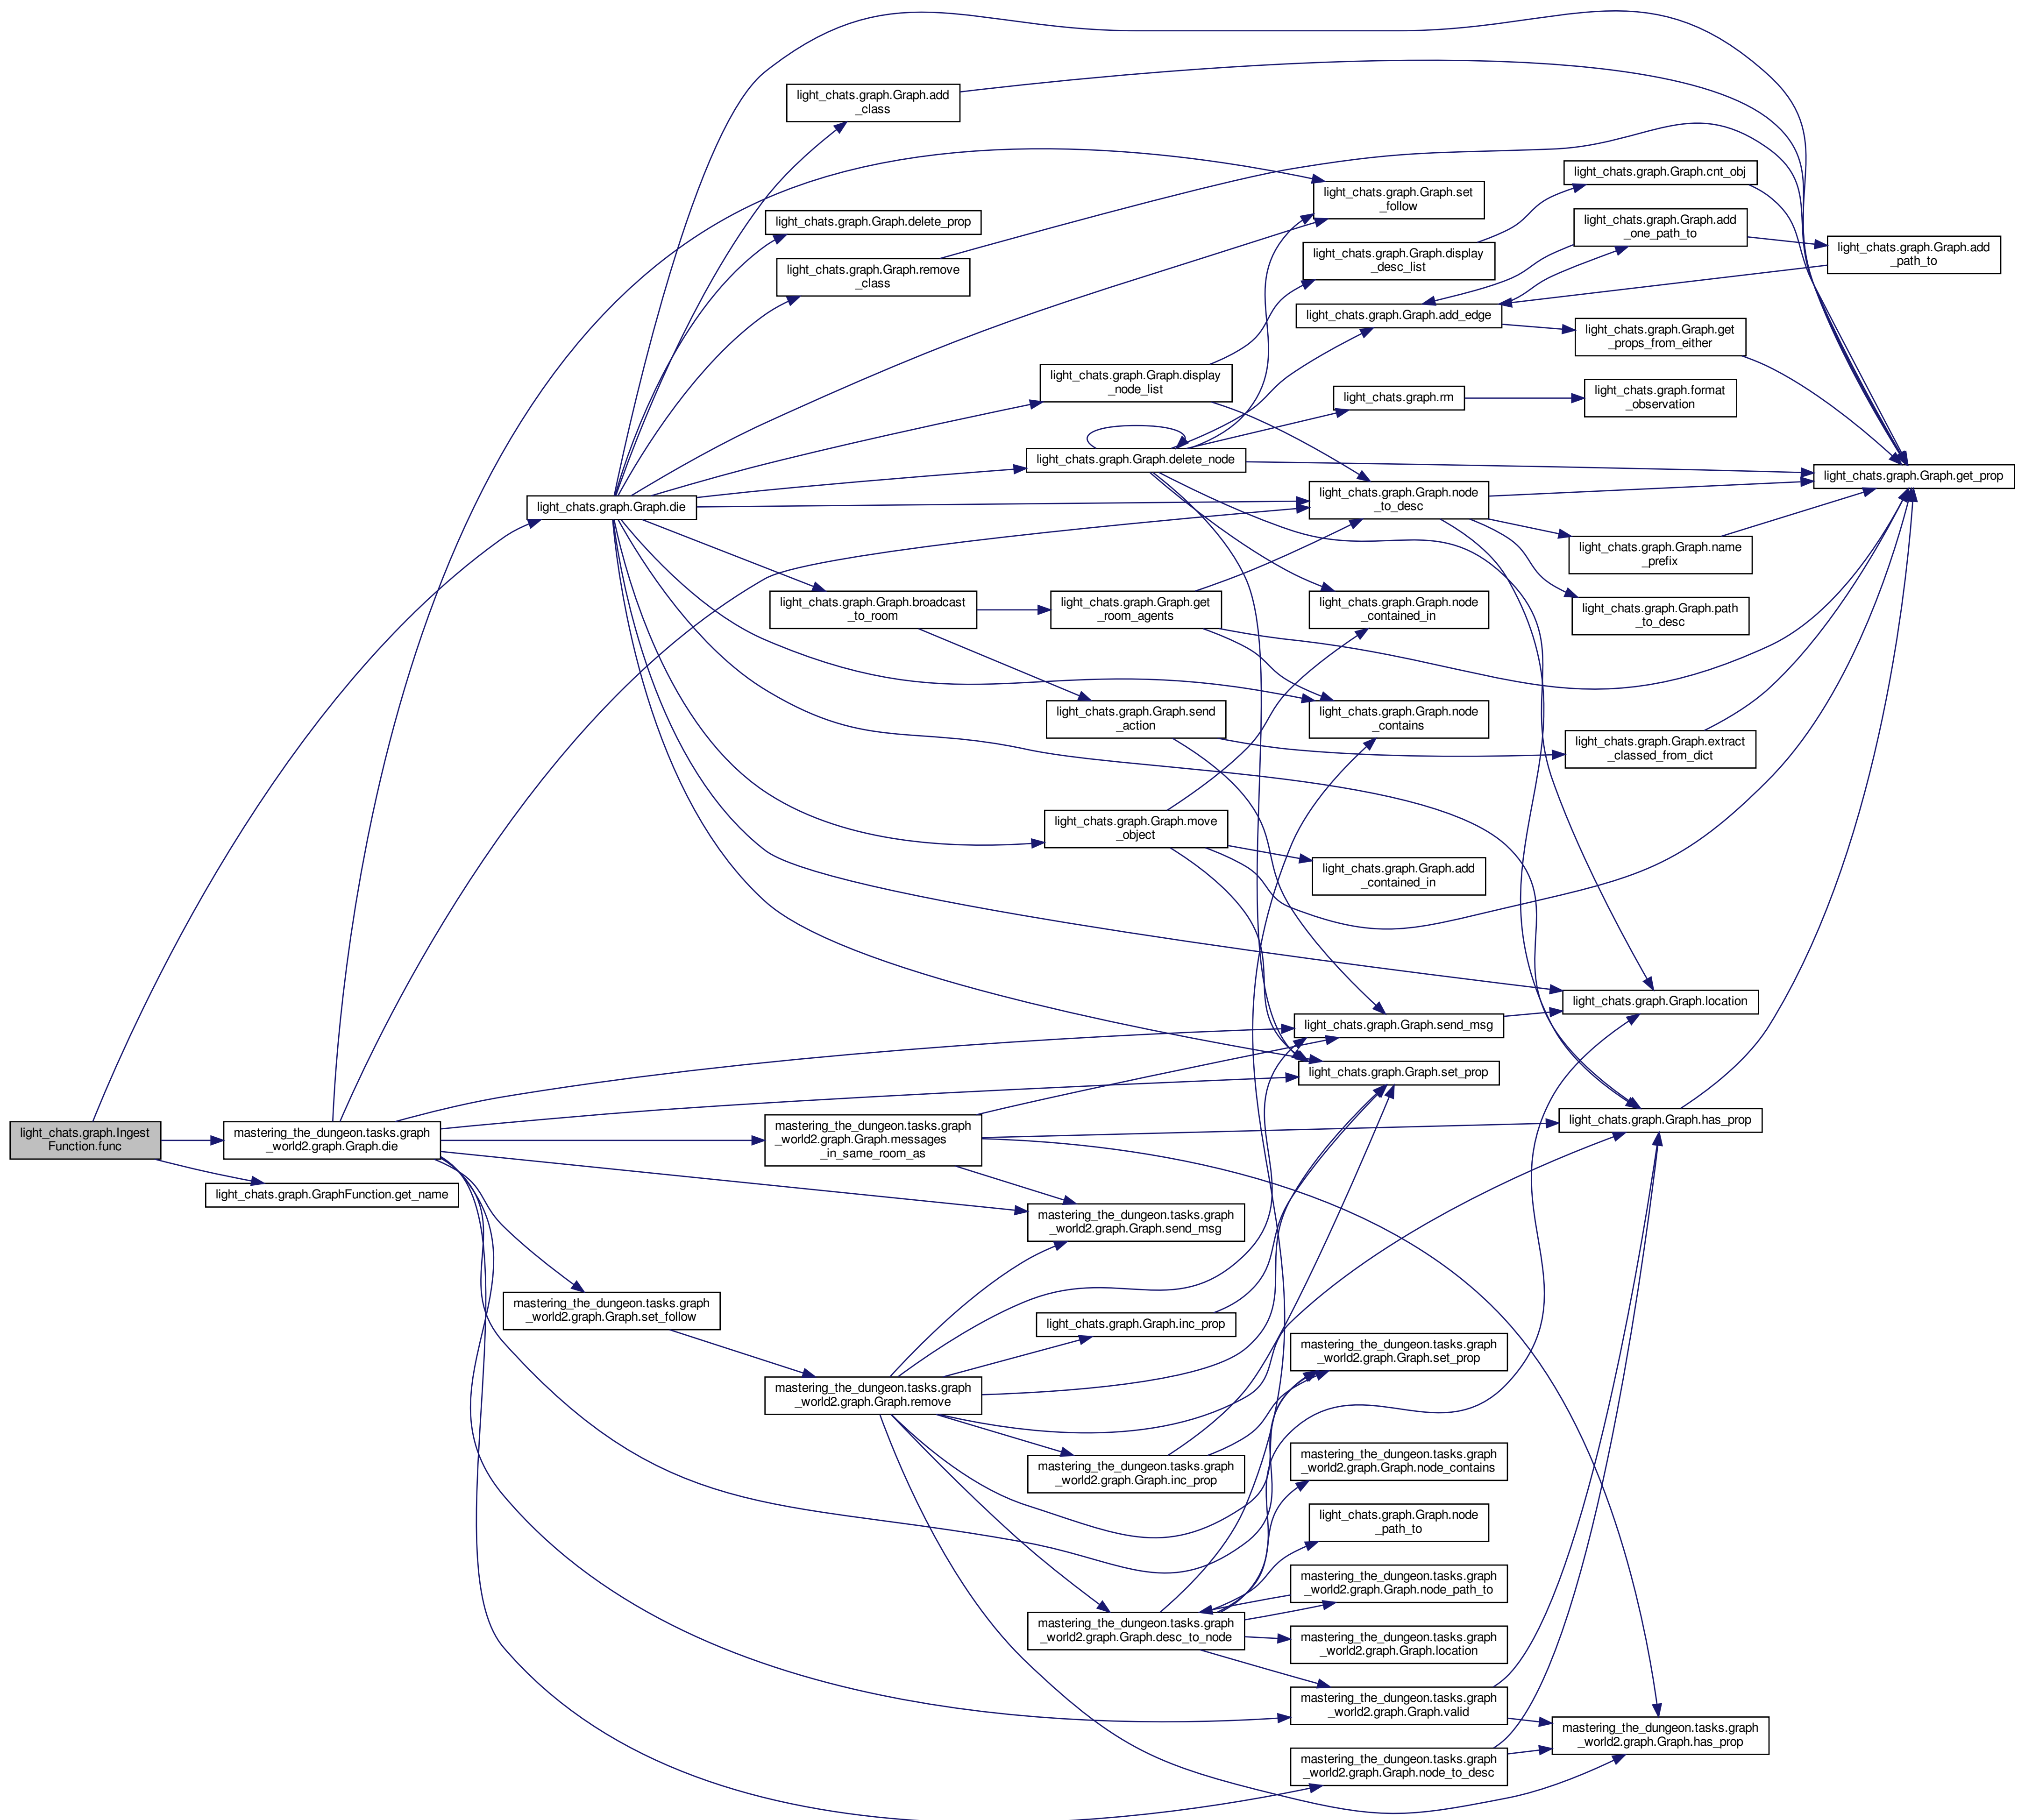 light_chats.graph.Graph.add
_class
light_chats.graph.Graph.cnt_obj
light_chats.graph.Graph.set
_follow
light_chats.graph.Graph.delete_prop
light_chats.graph.Graph.add
_one_path_to
light_chats.graph.Graph.display
_desc_list
light_chats.graph.Graph.add
_path_to
light_chats.graph.Graph.remove
_class
light_chats.graph.Graph.add_edge
light_chats.graph.Graph.get
_props_from_either
light_chats.graph.Graph.display
_node_list
light_chats.graph.rm
light_chats.graph.format
_observation
light_chats.graph.Graph.delete_node
light_chats.graph.Graph.get_prop
light_chats.graph.Graph.die
light_chats.graph.Graph.node
_to_desc
light_chats.graph.Graph.name
_prefix
light_chats.graph.Graph.broadcast
_to_room
light_chats.graph.Graph.get
_room_agents
light_chats.graph.Graph.node
_contained_in
light_chats.graph.Graph.path
_to_desc
light_chats.graph.Graph.send
_action
light_chats.graph.Graph.node
_contains
light_chats.graph.Graph.extract
_classed_from_dict
light_chats.graph.Graph.move
_object
light_chats.graph.Graph.add
_contained_in
light_chats.graph.Graph.location
light_chats.graph.Graph.send_msg
light_chats.graph.Graph.set_prop
light_chats.graph.Graph.has_prop
light_chats.graph.Ingest
Function.func
mastering_the_dungeon.tasks.graph
_world2.graph.Graph.die
mastering_the_dungeon.tasks.graph
_world2.graph.Graph.messages
_in_same_room_as
light_chats.graph.GraphFunction.get_name
mastering_the_dungeon.tasks.graph
_world2.graph.Graph.send_msg
mastering_the_dungeon.tasks.graph
_world2.graph.Graph.set_follow
light_chats.graph.Graph.inc_prop
mastering_the_dungeon.tasks.graph
_world2.graph.Graph.set_prop
mastering_the_dungeon.tasks.graph
_world2.graph.Graph.remove
mastering_the_dungeon.tasks.graph
_world2.graph.Graph.node_contains
mastering_the_dungeon.tasks.graph
_world2.graph.Graph.inc_prop
light_chats.graph.Graph.node
_path_to
mastering_the_dungeon.tasks.graph
_world2.graph.Graph.node_path_to
mastering_the_dungeon.tasks.graph
_world2.graph.Graph.desc_to_node
mastering_the_dungeon.tasks.graph
_world2.graph.Graph.location
mastering_the_dungeon.tasks.graph
_world2.graph.Graph.valid
mastering_the_dungeon.tasks.graph
_world2.graph.Graph.has_prop
mastering_the_dungeon.tasks.graph
_world2.graph.Graph.node_to_desc